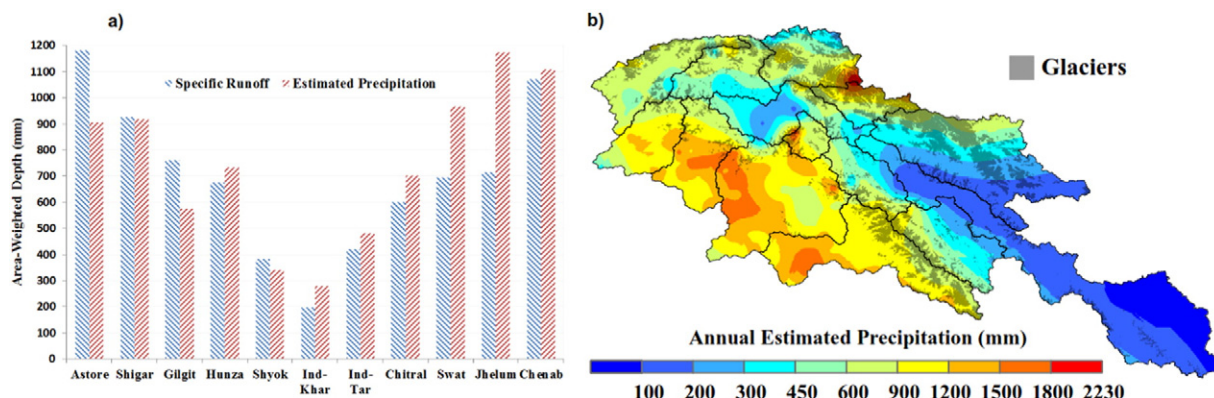 a)
Area-Weighted Depth (mm)
1200
1100
1000
900
800
700
600
500
400
300
200
100
0
Specific Runoff
Estimated Precipitation
Astore Shigar Gilgit Hunza Shyok Ind-Khar Ind-Tar Chitral Swat Jhelum Chenab
b)
Glaciers
Annual Estimated Precipitation (mm)
100 200 300 450 600 900 1200 1500 1800 2230